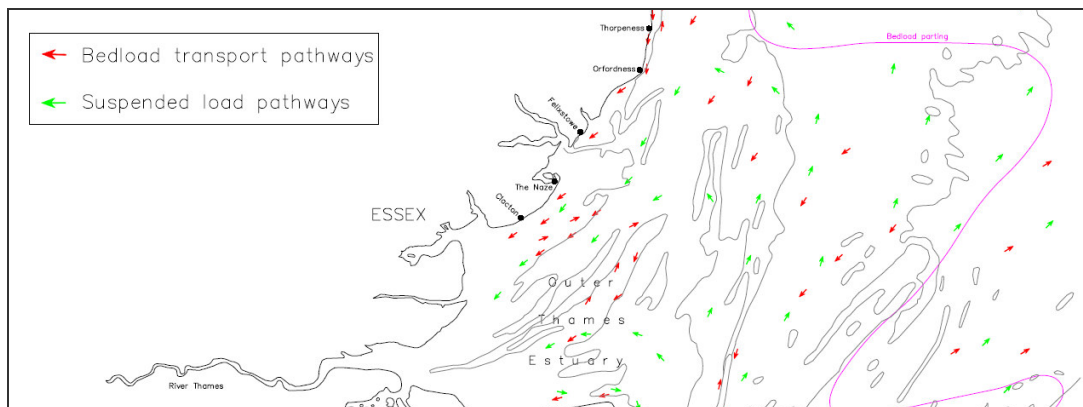 Bedload transport pathways
Suspended load pathways
Thorpeness
Orfordness
Felixstowe
The Naze
Clacton
ESSEX
Bedload parting
Outer
Thames
Estuary
River Thames